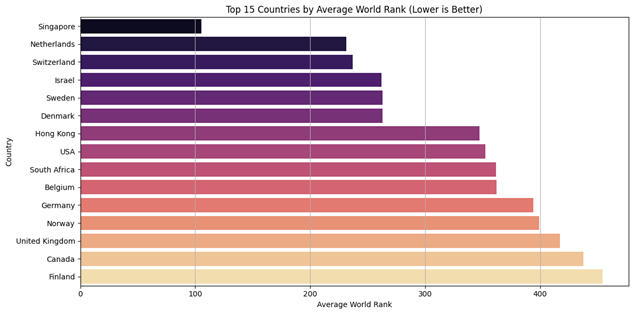 Top 15 Countries by Average World Rank (Lower is Better)
Country
Singapore
Netherlands
Switzerland
Israel
Sweden
Denmark
Hong Kong
USA
South Africa
Belgium
Germany
Norway
United Kingdom
Canada
Finland
0 100 200 300 400
Average World Rank